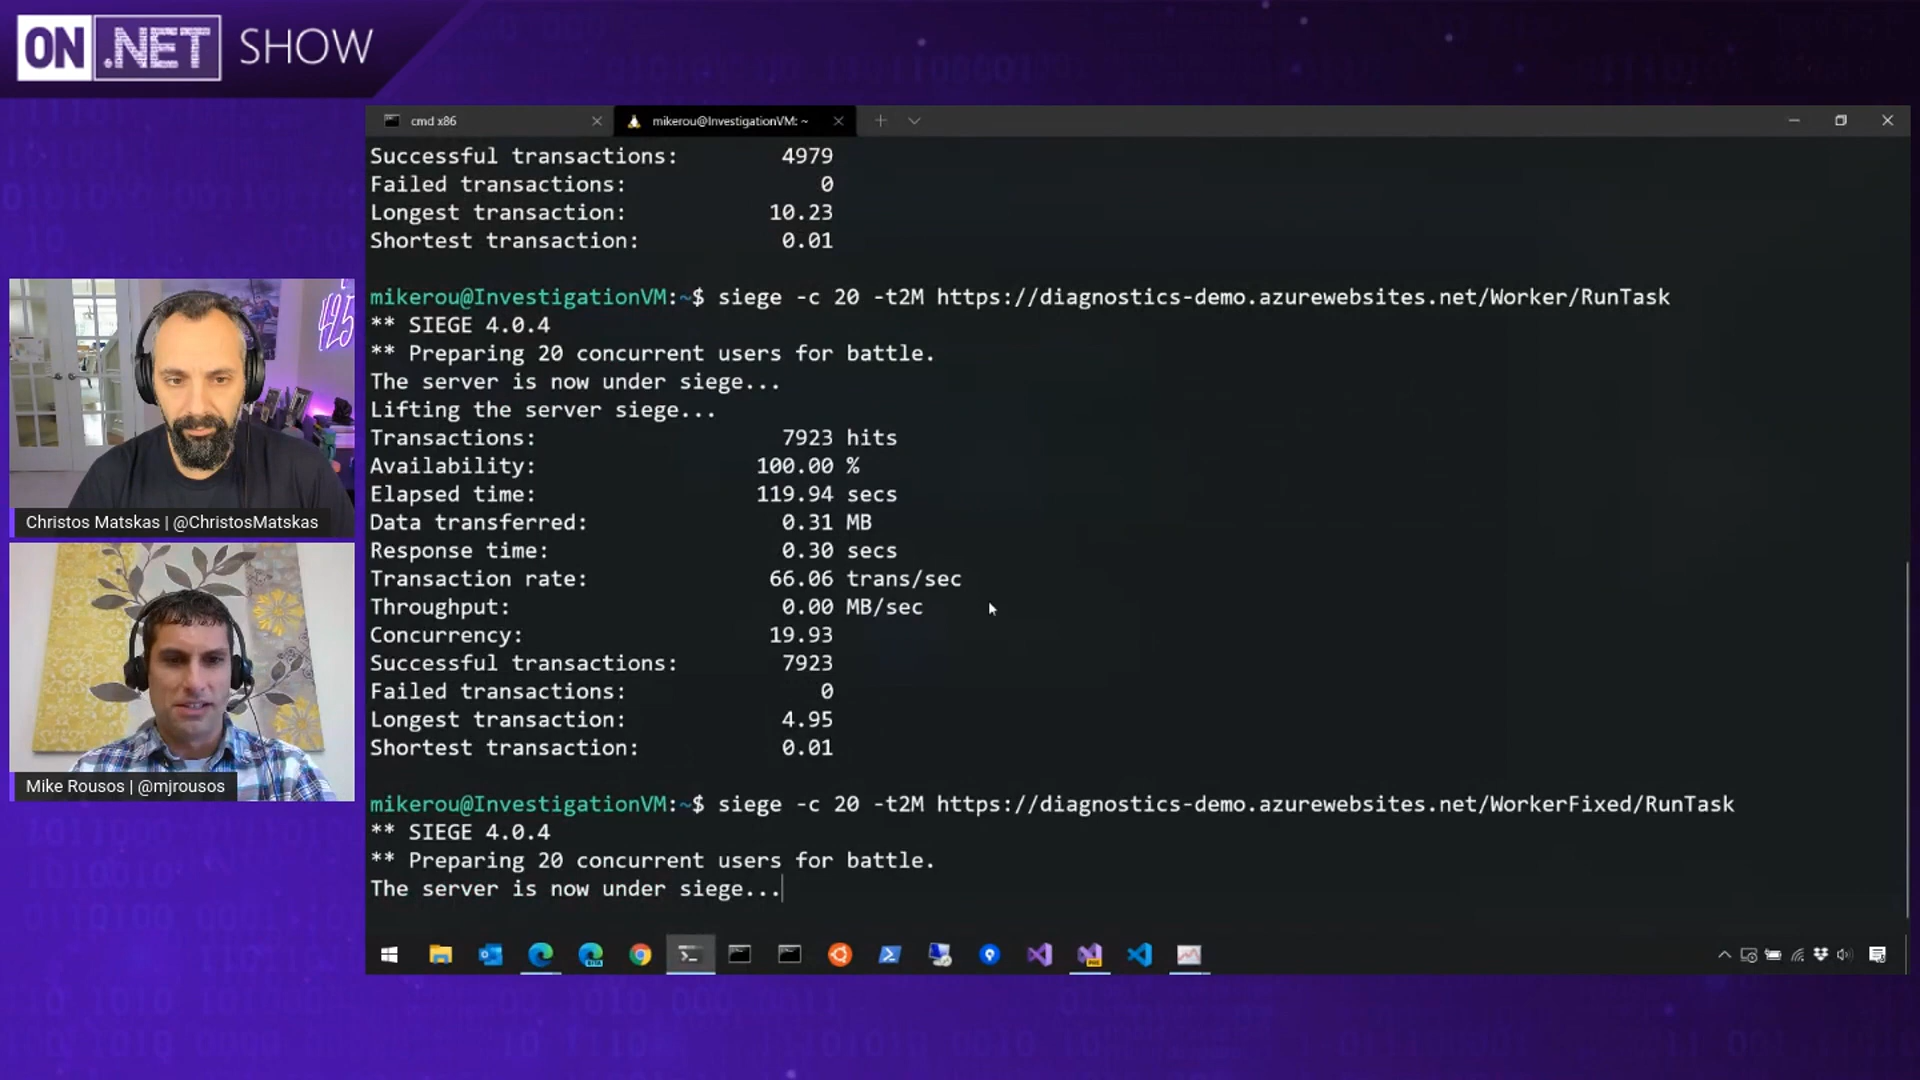 ON .NET SHOW
cmd x86
mikerou@InvestigationVM: ~
Successful transactions: 4979
Failed transactions: 0
Longest transaction: 10.23
Shortest transaction: 0.01
mikerou@InvestigationVM:~$ siege -c 20 -t2M https://diagnostics-demo.azurewebsites.net/Worker/RunTask
** SIEGE 4.0.4
** Preparing 20 concurrent users for battle.
The server is now under siege...
Lifting the server siege...
Transactions: 7923 hits
Availability: 100.00 %
Elapsed time: 119.94 secs
Data transferred: 0.31 MB
Response time: 0.30 secs
Transaction rate: 66.06 trans/sec
Throughput: 0.00 MB/sec
Concurrency: 19.93
Successful transactions: 7923
Failed transactions: 0
Longest transaction: 4.95
Shortest transaction: 0.01
mikerou@InvestigationVM:~$ siege -c 20 -t2M https://diagnostics-demo.azurewebsites.net/WorkerFixed/RunTask
** SIEGE 4.0.4
** Preparing 20 concurrent users for battle.
The server is now under siege...
Christos Matskas | @ChristosMatskas
Mike Rousos | @mjrousos